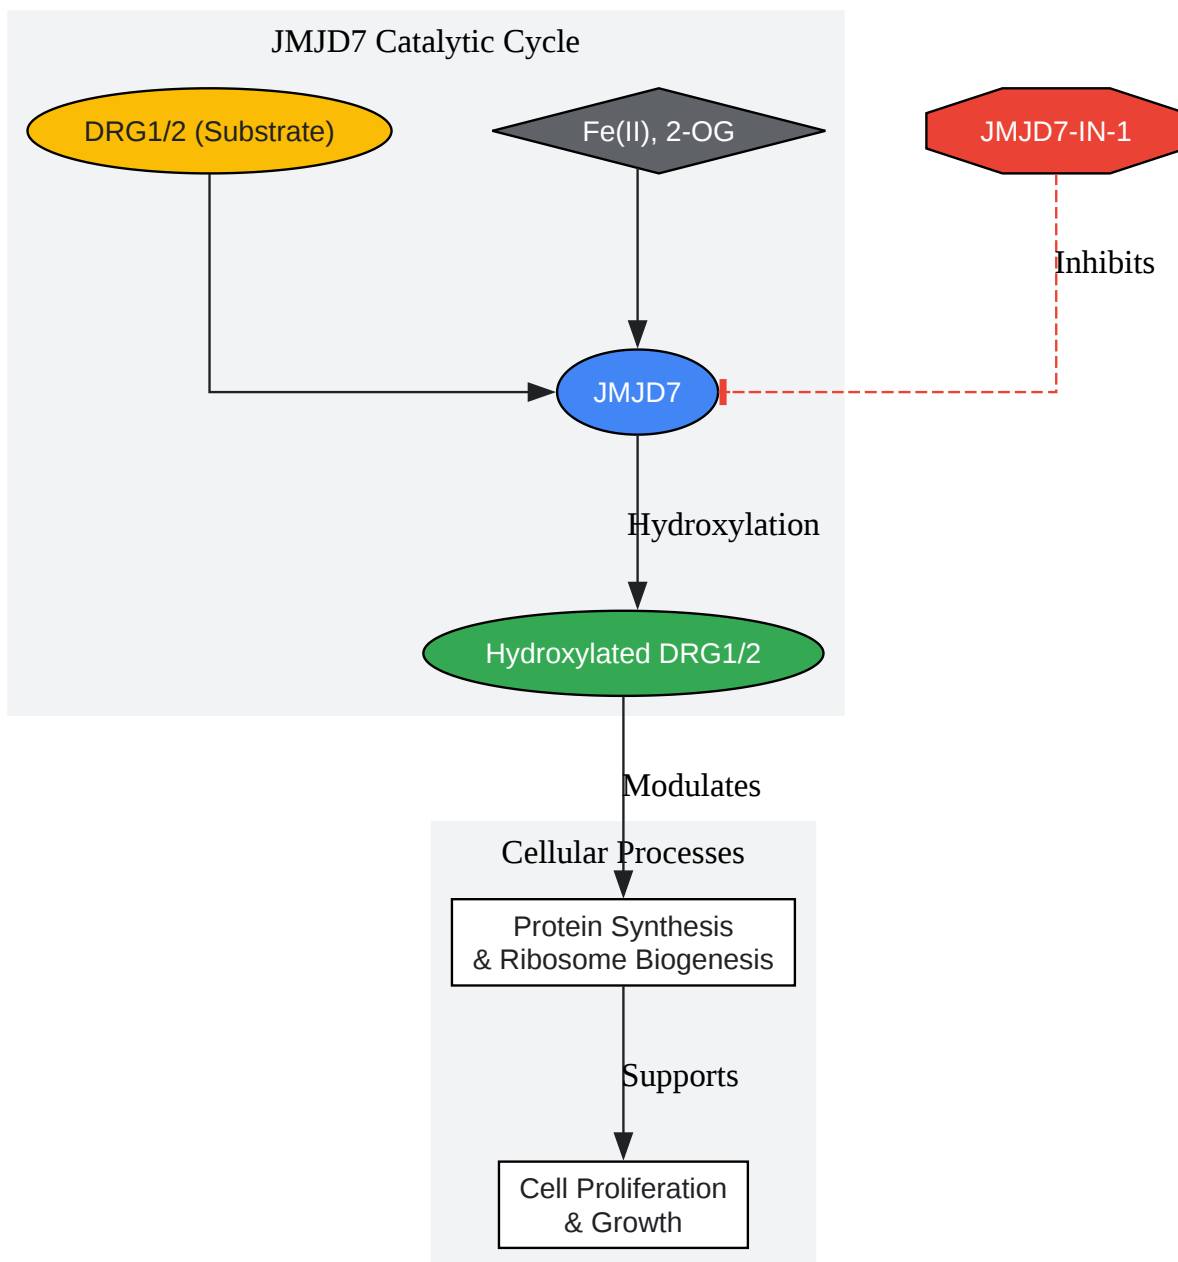 JMJD7 Catalytic Cycle
DRG1/2 (Substrate)
Fe(II), 2-OG
JMJD7-IN-1
Inhibits
JMJD7
Hydroxylation
Hydroxylated DRG1/2
Modulates
Cellular Processes
Protein Synthesis
& Ribosome Biogenesis
Supports
Cell Proliferation
& Growth